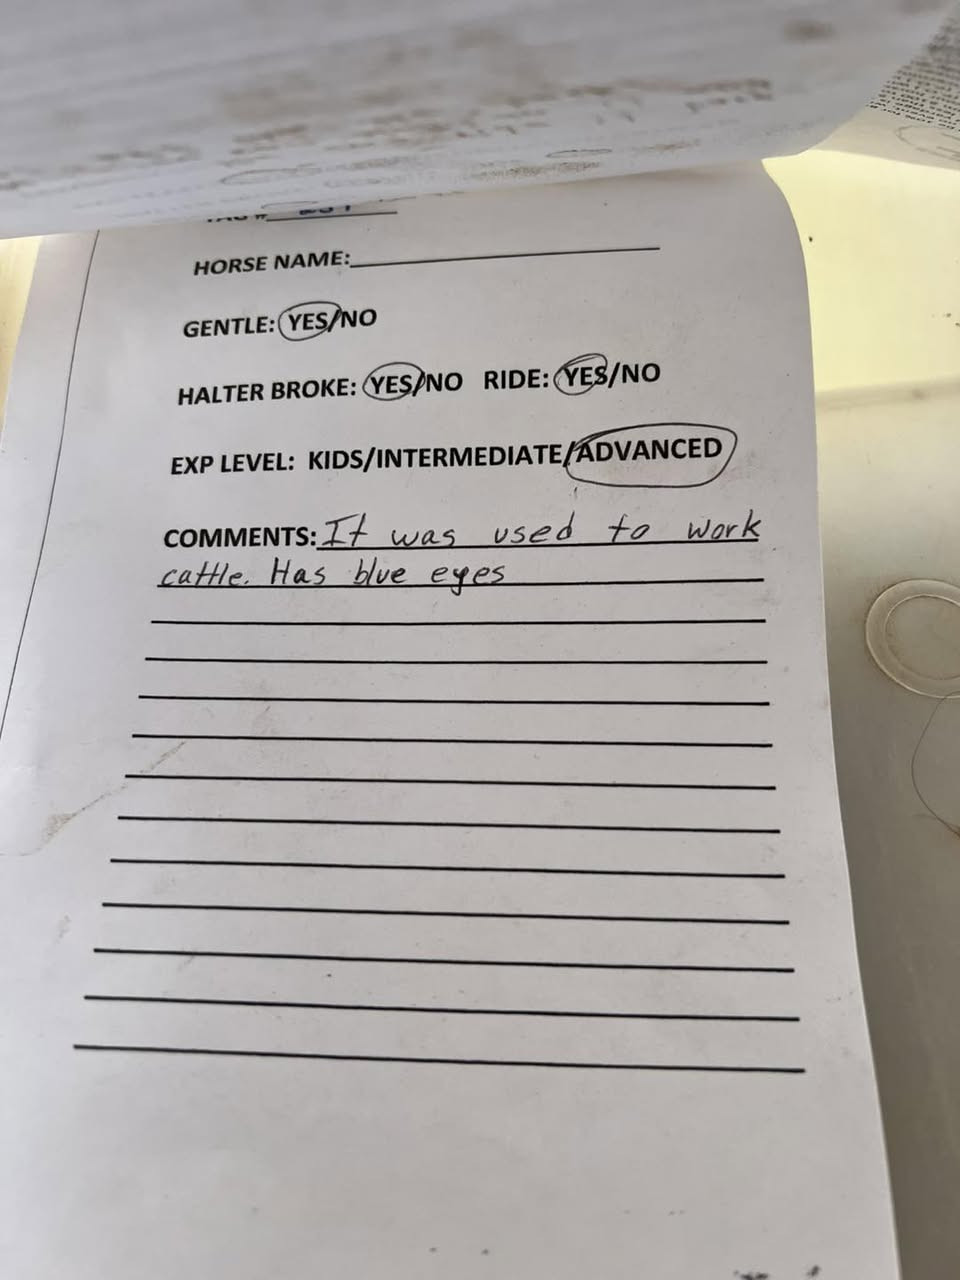 HORSE NAME:
GENTLE: YES/NO
HALTER BROKE: YES/NO RIDE: YES/NO
EXP LEVEL: KIDS/INTERMEDIATE/ADVANCED
COMMENTS: It was used to work
cattle. Has blue eyes